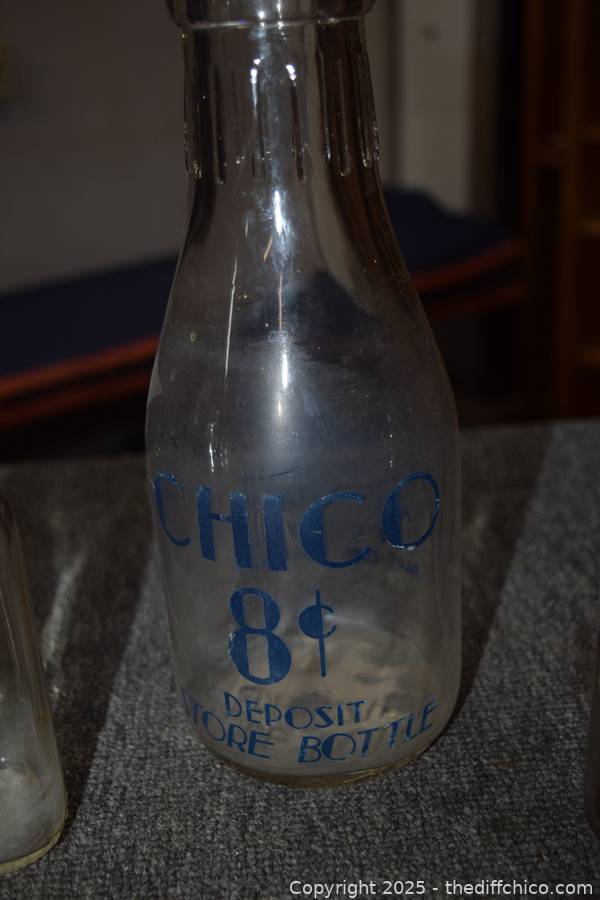 CHICO
8¢
DEPOSIT
STORE BOTTLE
Copyright 2025 - thediffchico.com